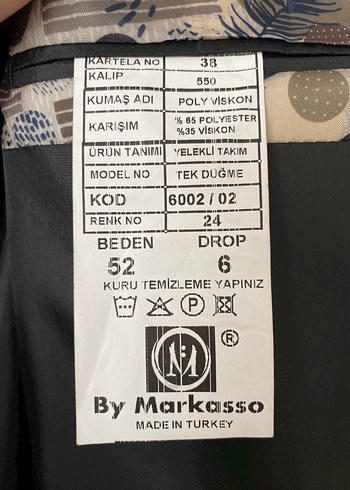 KARTELA NO 38
KALIP 550
KUMAŞ ADI POLY VİSKON
KARIŞIM % 65 POLYESTER
%35 VİSKON
ÜRÜN TANIMI YELEKLİ TAKIM
MODEL NO TEK DÜĞME
KOD 6002 / 02
RENK NO 24
BEDEN DROP
52 6
KURU TEMİZLEME YAPINIZ
P
M ®
By Markasso
MADE IN TURKEY